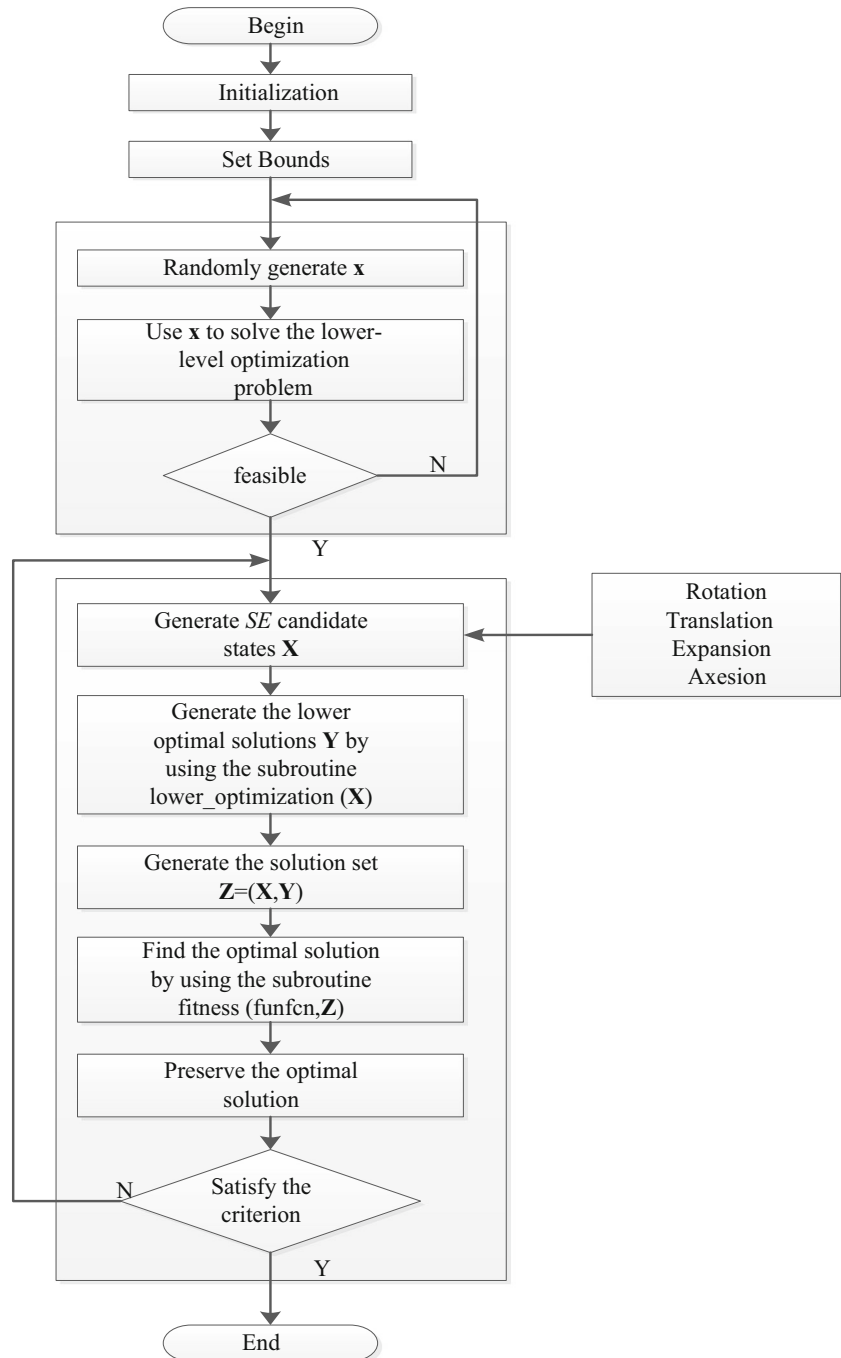 Begin
Initialization
Set Bounds
Randomly generate x
Use x to solve the lower-
level optimization
problem
feasible
N
Y
Generate SE candidate
states X
Rotation
Translation
Expansion
Axesion
Generate the lower
optimal solutions Y by
using the subroutine
lower_optimization (X)
Generate the solution set
Z=(X,Y)
Find the optimal solution
by using the subroutine
fitness (funfcn,Z)
Preserve the optimal
solution
N
Satisfy the
criterion
Y
End